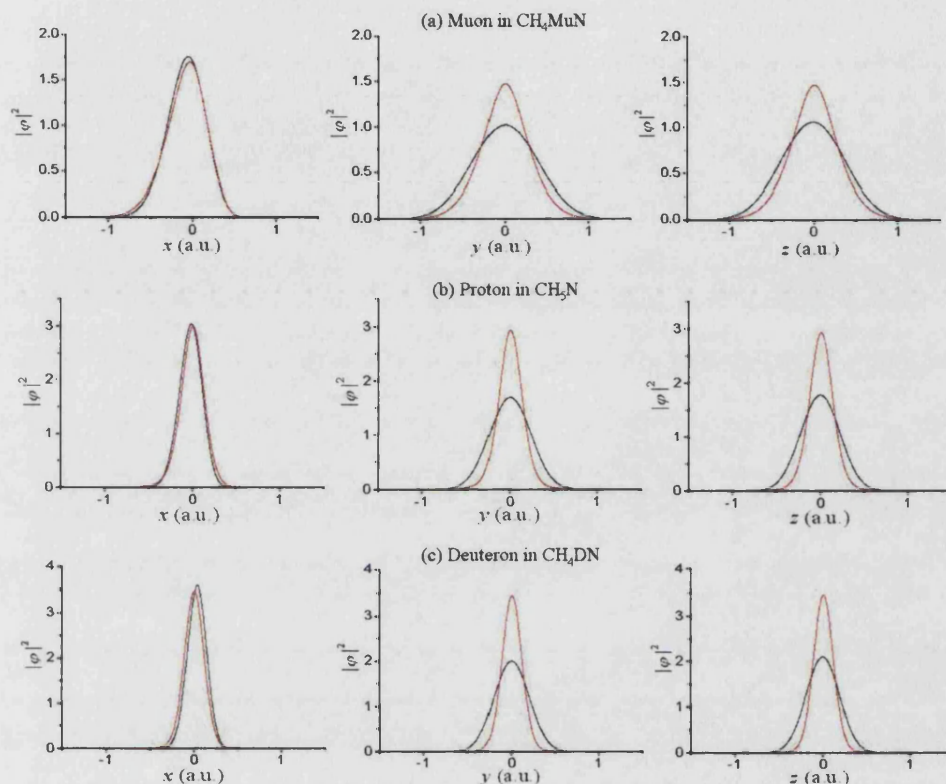 (a) Muon in CH₄MuN
2.0 1.5 1.0 0.5 0.0
|φ|²
-1 0 1
x (a.u.)
2.0 1.5 1.0 0.5 0.0
|φ|²
-1 0 1
y (a.u.)
2.0 1.5 1.0 0.5 0.0
|φ|²
-1 0 1
z (a.u.)
(b) Proton in CH₅N
3 2 1 0
|φ|²
-1 0 1
x (a.u.)
3 2 1 0
|φ|²
-1 0 1
y (a.u.)
3 2 1 0
|φ|²
-1 0 1
z (a.u.)
(c) Deuteron in CH₄DN
4 3 2 1 0
|φ|²
-1 0 1
x (a.u.)
4 3 2 1 0
|φ|²
-1 0 1
y (a.u.)
4 3 2 1 0
|φ|²
-1 0 1
z (a.u.)